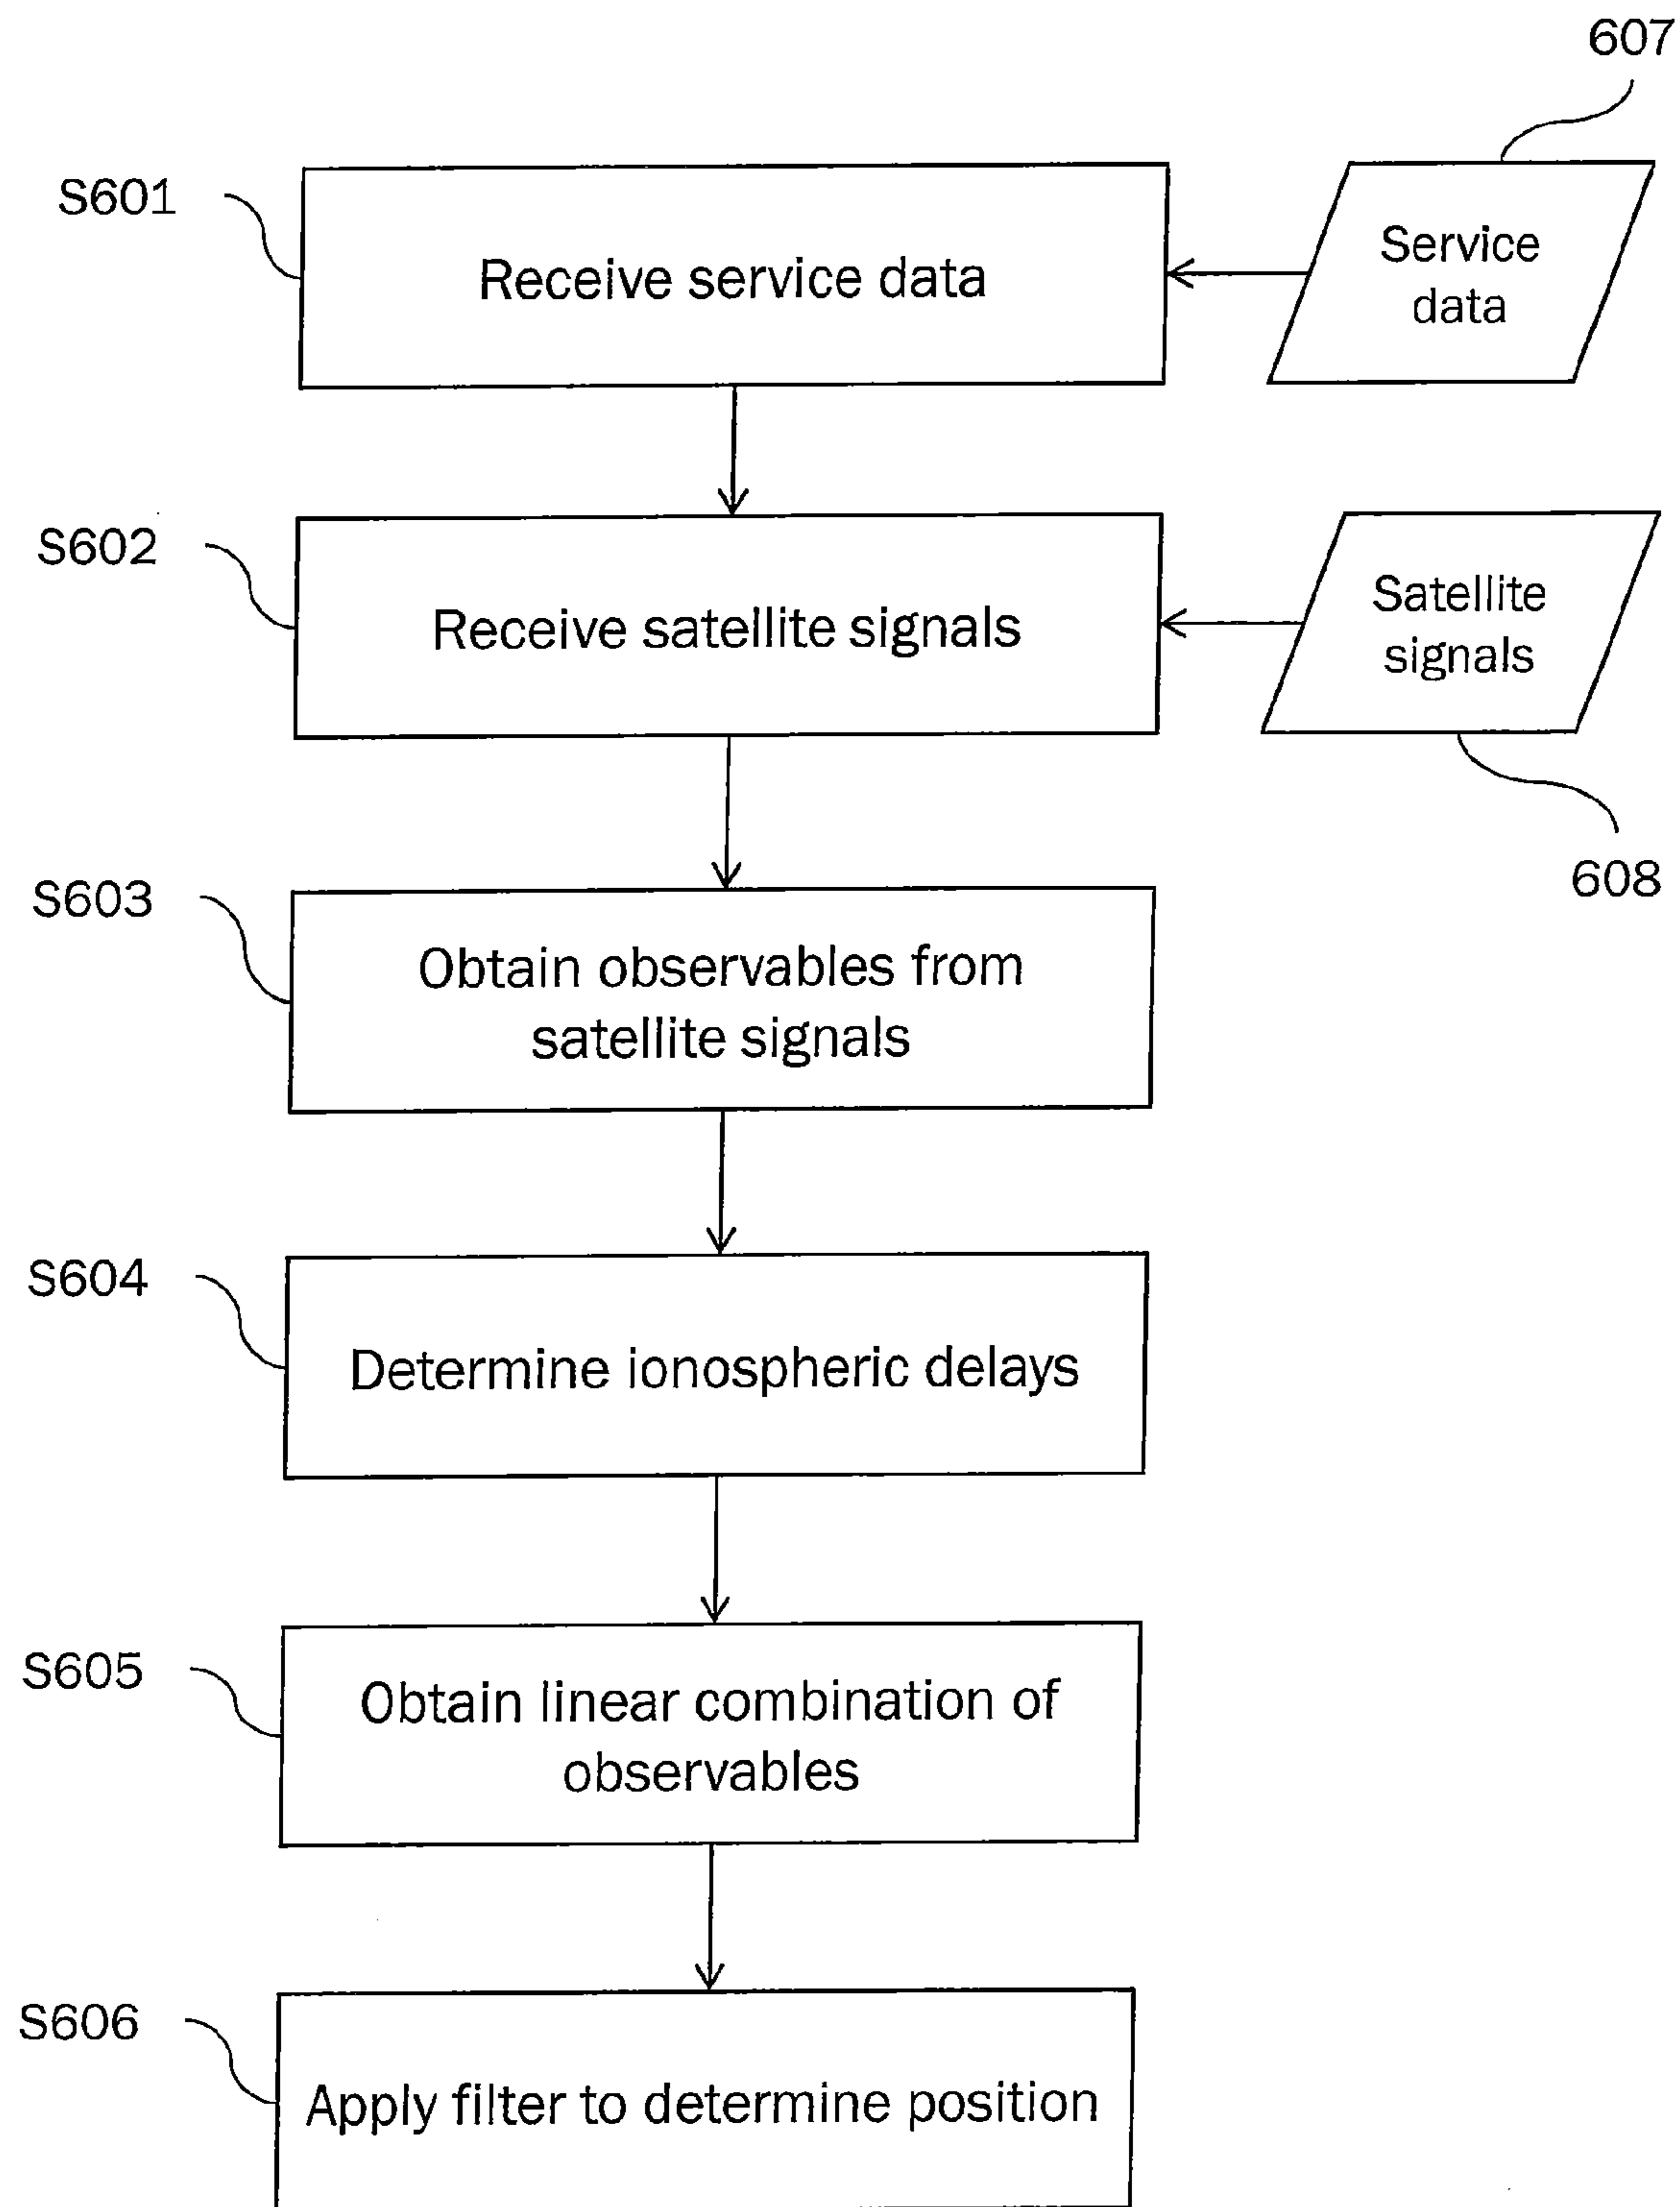 607
S601
Receive service data
Service
data
S602
Receive satellite signals
Satellite
signals
608
S603
Obtain observables from
satellite signals
S604
Determine ionospheric delays
S605
Obtain linear combination of
observables
S606
Apply filter to determine position